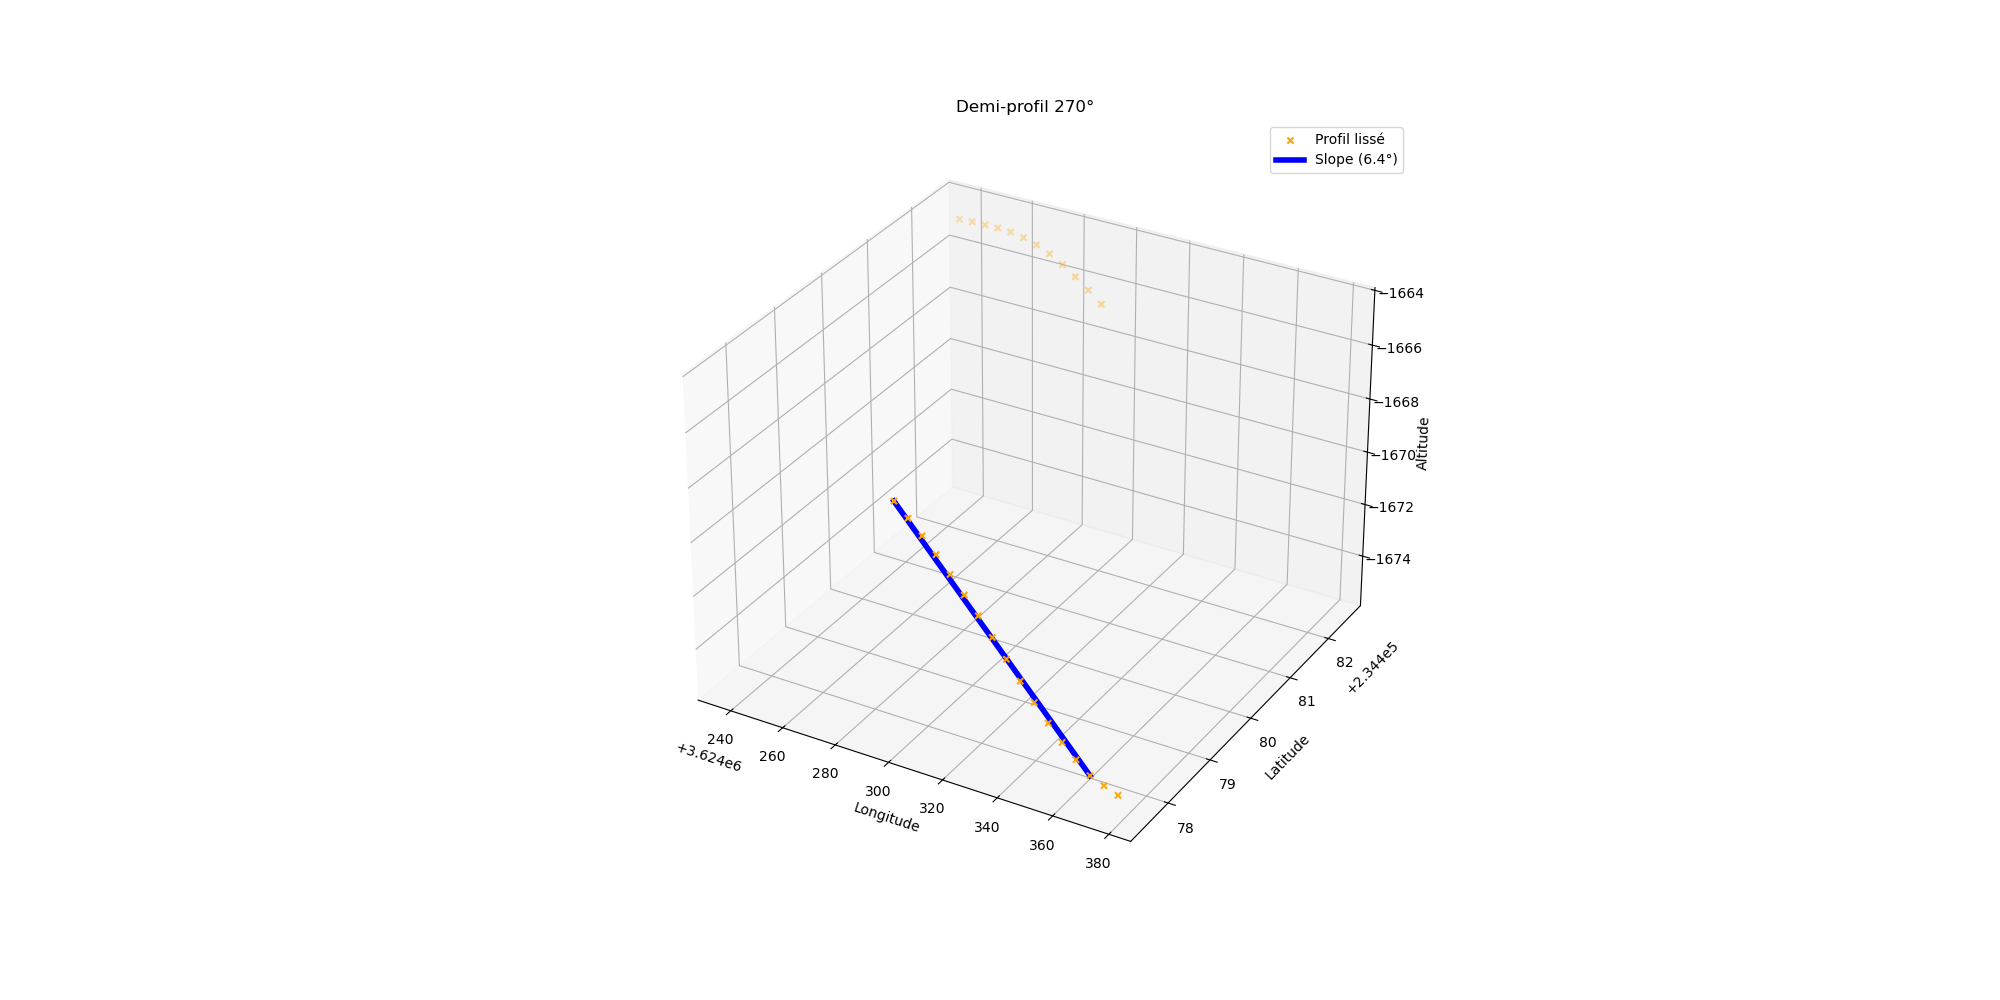 Demi-profil 270°
Profil lissé
Slope (6.4°)
−1664
−1666
−1668
−1670
−1672
−1674
Altitude
82
81
80
79
78
+2.344e5
Latitude
240
260
280
300
320
340
360
380
+3.624e6
Longitude